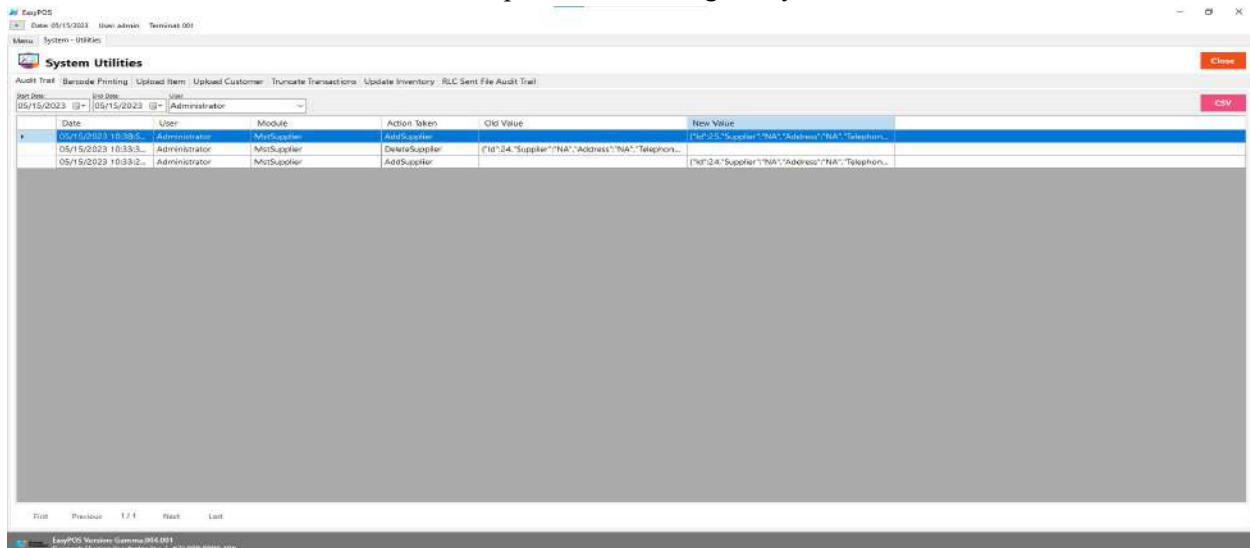 EasyPOS
Date: 05/15/2023 User: admin Terminal: 001
Menu System - Utilities
System Utilities
Close
Audit Trail Barcode Printing Upload Item Upload Customer Truncate Transactions Update Inventory RLC Sent File Audit Trail
Start Date: End Date: User
05/15/2023 05/15/2023 Administrator
CSV
Date User Module Action Taken Old Value New Value
05/15/2023 10:38:5... Administrator MstSupplier AddSupplier {"Id":25,"Supplier":"NA","Address":"NA","Telephon...
05/15/2023 10:33:3... Administrator MstSupplier DeleteSupplier {"Id":24,"Supplier":"NA","Address":"NA","Telephon...
05/15/2023 10:33:2... Administrator MstSupplier AddSupplier {"Id":24,"Supplier":"NA","Address":"NA","Telephon...
First Previous 1 / 1 Next Last
EasyPOS Version: Gamma.004.001